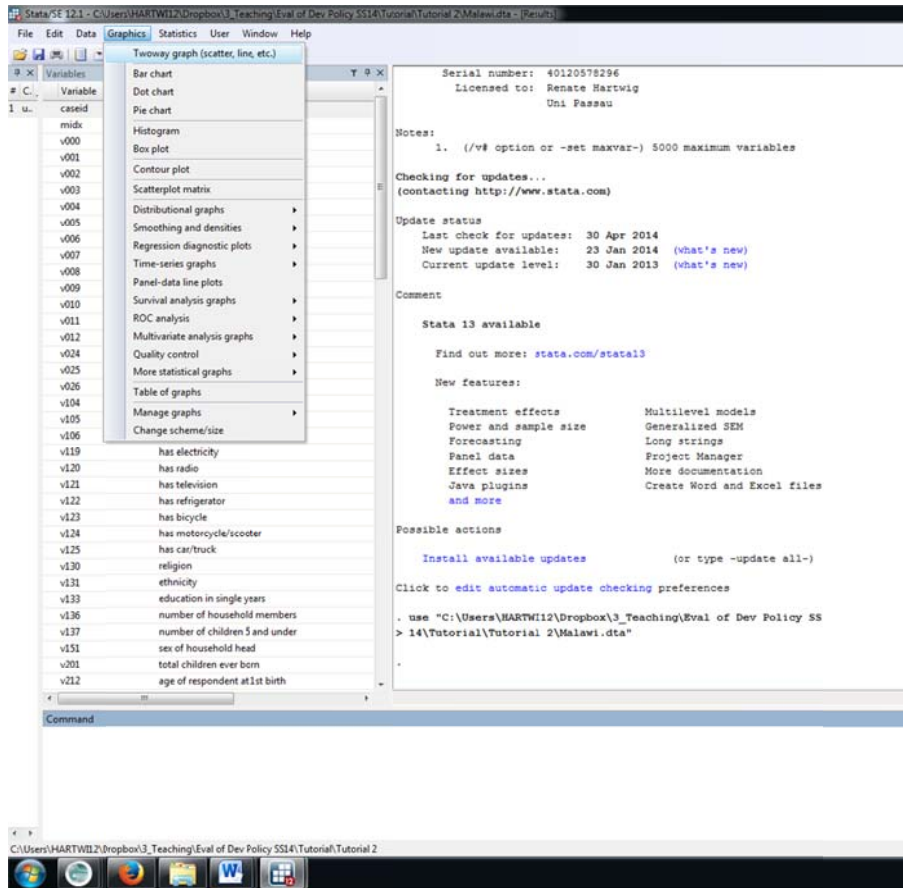 Stata/SE 12.1 - C:\Users\HARTWI12\Dropbox\3_Teaching\Eval of Dev Policy SS14\Tutorial\Tutorial 2\Malawi.dta - [Results]
File Edit Data Graphics Statistics User Window Help
Variables
# C.. Variable
1 u.. caseid
midx
v000
v001
v002
v003
v004
v005
v006
v007
v008
v009
v010
v011
v012
v024
v025
v026
v104
v105
v106
v119 has electricity
v120 has radio
v121 has television
v122 has refrigerator
v123 has bicycle
v124 has motorcycle/scooter
v125 has car/truck
v130 religion
v131 ethnicity
v133 education in single years
v136 number of household members
v137 number of children 5 and under
v151 sex of household head
v201 total children ever born
v212 age of respondent at 1st birth
Twoway graph (scatter, line, etc.)
Bar chart
Dot chart
Pie chart
Histogram
Box plot
Contour plot
Scatterplot matrix
Distributional graphs
Smoothing and densities
Regression diagnostic plots
Time-series graphs
Panel-data line plots
Survival analysis graphs
ROC analysis
Multivariate analysis graphs
Quality control
More statistical graphs
Table of graphs
Manage graphs
Change scheme/size
Serial number: 40120578296
Licensed to: Renate Hartwig
Uni Passau
Notes:
1. (/v# option or -set maxvar-) 5000 maximum variables
Checking for updates...
(contacting http://www.stata.com)
Update status
Last check for updates: 30 Apr 2014
New update available: 23 Jan 2014 (what's new)
Current update level: 30 Jan 2013 (what's new)
Comment
Stata 13 available
Find out more: stata.com/stata13
New features:
Treatment effects Multilevel models
Power and sample size Generalized SEM
Forecasting Long strings
Panel data Project Manager
Effect sizes More documentation
Java plugins Create Word and Excel files
and more
Possible actions
Install available updates (or type -update all-)
Click to edit automatic update checking preferences
. use "C:\Users\HARTWI12\Dropbox\3_Teaching\Eval of Dev Policy SS
> 14\Tutorial\Tutorial 2\Malawi.dta"
.
Command
C:\Users\HARTWI12\Dropbox\3_Teaching\Eval of Dev Policy SS14\Tutorial\Tutorial 2